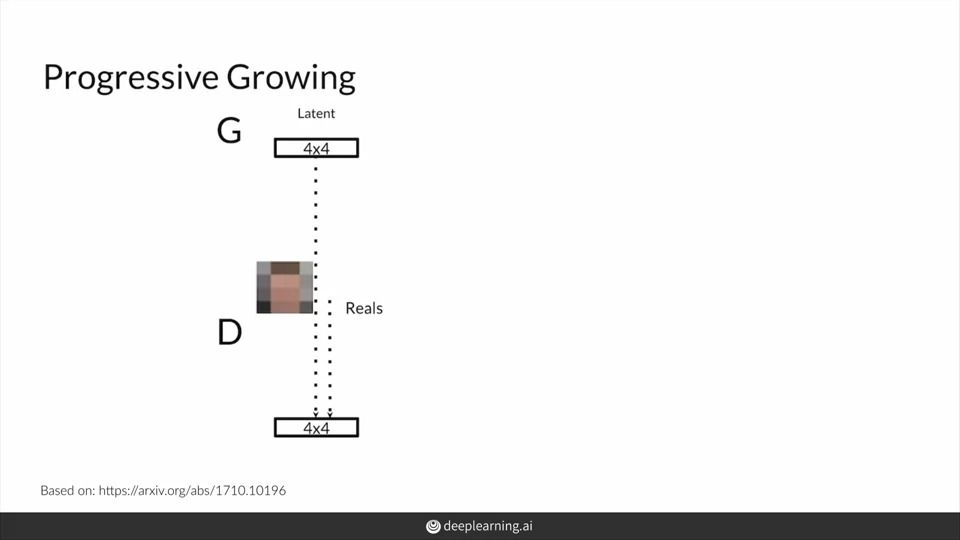 Progressive Growing
Latent
G
4x4
Reals
D
4x4
Based on: https://arxiv.org/abs/1710.10196
deeplearning.ai